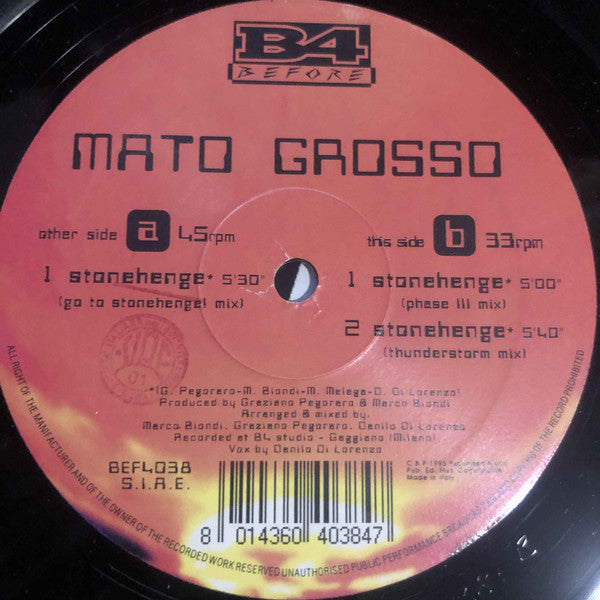 B4
BEFORE
MATO GROSSO
other side a 45rpm
1 stonehenge* 5'30"
(go to stonehenge! mix)
this side b 33rpm
1 stonehenge* 5'00"
(phase III mix)
2 stonehenge* 5'40"
(thunderstorm mix)
*(G. Pegoraro-M. Biondi-M. Melega-D. Di Lorenzo)
Produced by Graziano Pegoraro & Marco Biondi
Arranged & mixed by:
Marco Biondi, Graziano Pegoraro, Danilo Di Lorenzo
Recorded at B4 studio - Gaggiano (Milano)
Vox by Danilo Di Lorenzo
BEF4038
S.I.A.E.
C & P 1995
Pub. Ed.
Made in Italy
8 014360 403847
ALL RIGHT OF THE MANUFACTURER AND OF THE OWNER OF THE RECORDED WORK RESERVED UNAUTHORISED PUBLIC PERFORMANCE BROADCAST AND OF THE RECORD PROHIBITED